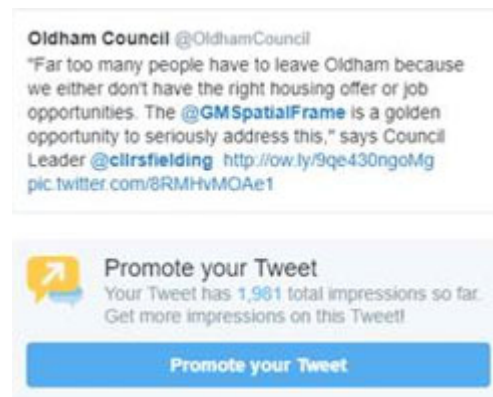 Oldham Council @OldhamCouncil
"Far too many people have to leave Oldham because
we either don't have the right housing offer or job
opportunities. The @GMSpatialFrame is a golden
opportunity to seriously address this," says Council
Leader @cllrsfielding http://ow.ly/9qe430ngoMg
pic.twitter.com/8RMHvMOAe1
Promote your Tweet
Your Tweet has 1,981 total impressions so far.
Get more impressions on this Tweet!
Promote your Tweet